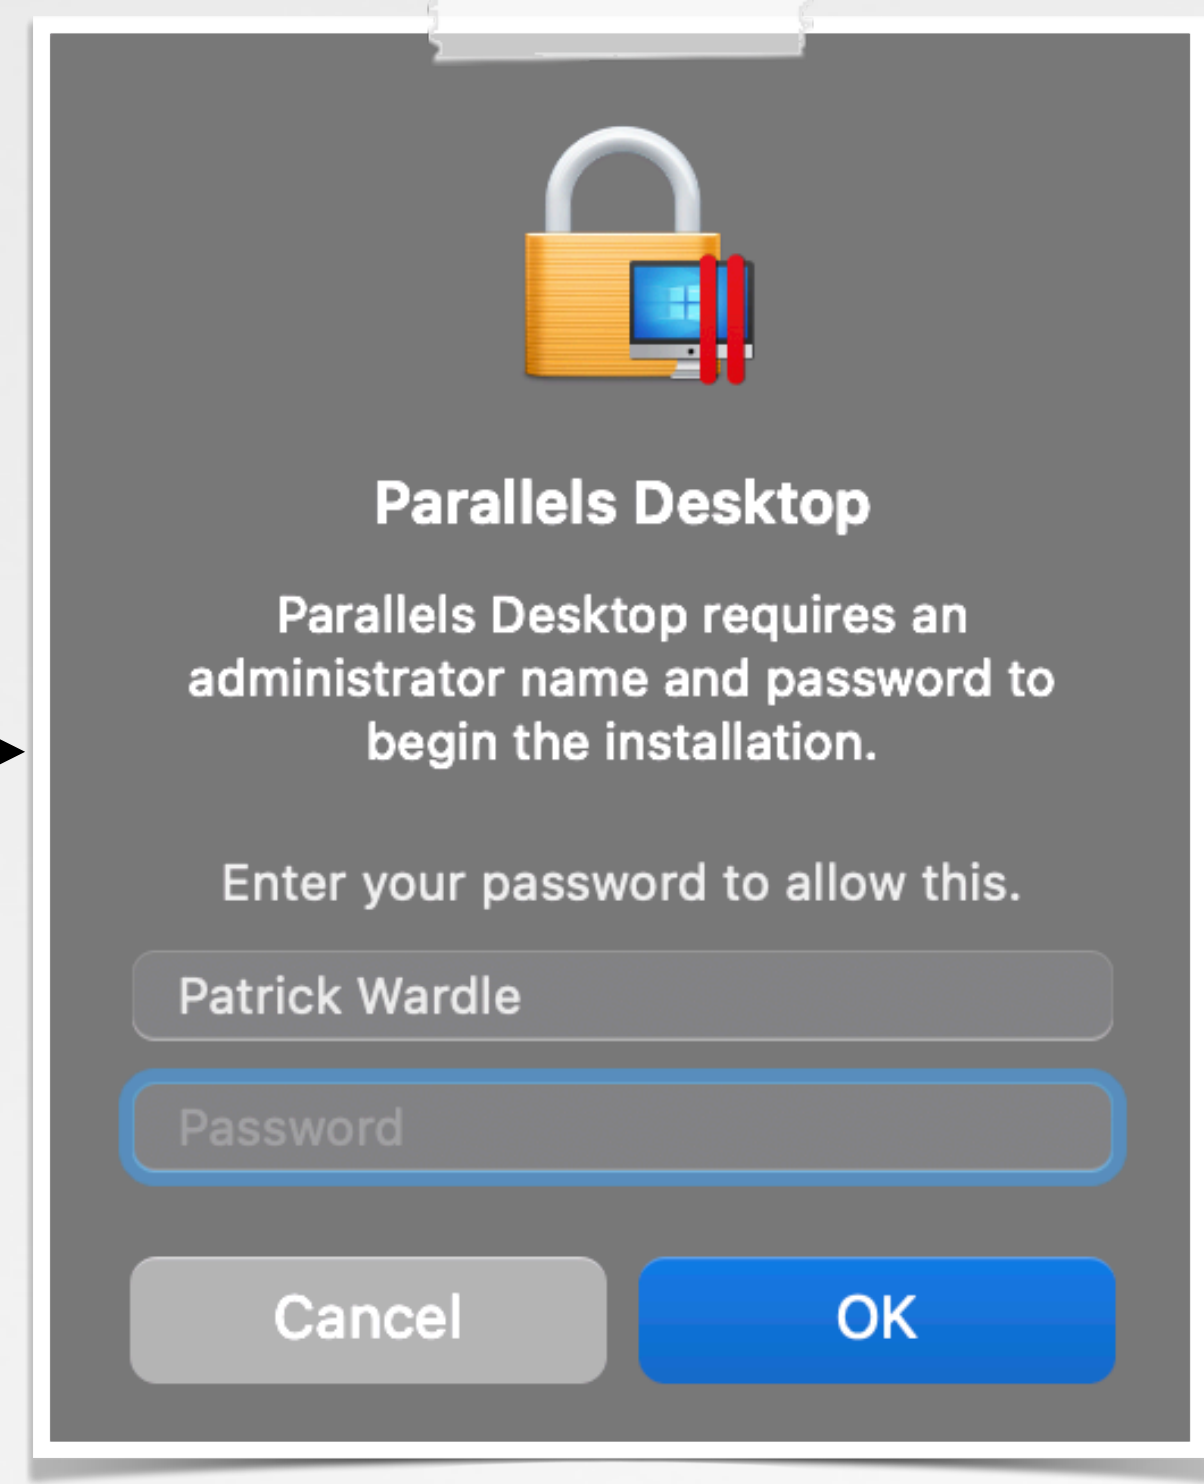 Parallels Desktop
Parallels Desktop requires an
administrator name and password to
begin the installation.
Enter your password to allow this.
Patrick Wardle
Password
Cancel
OK